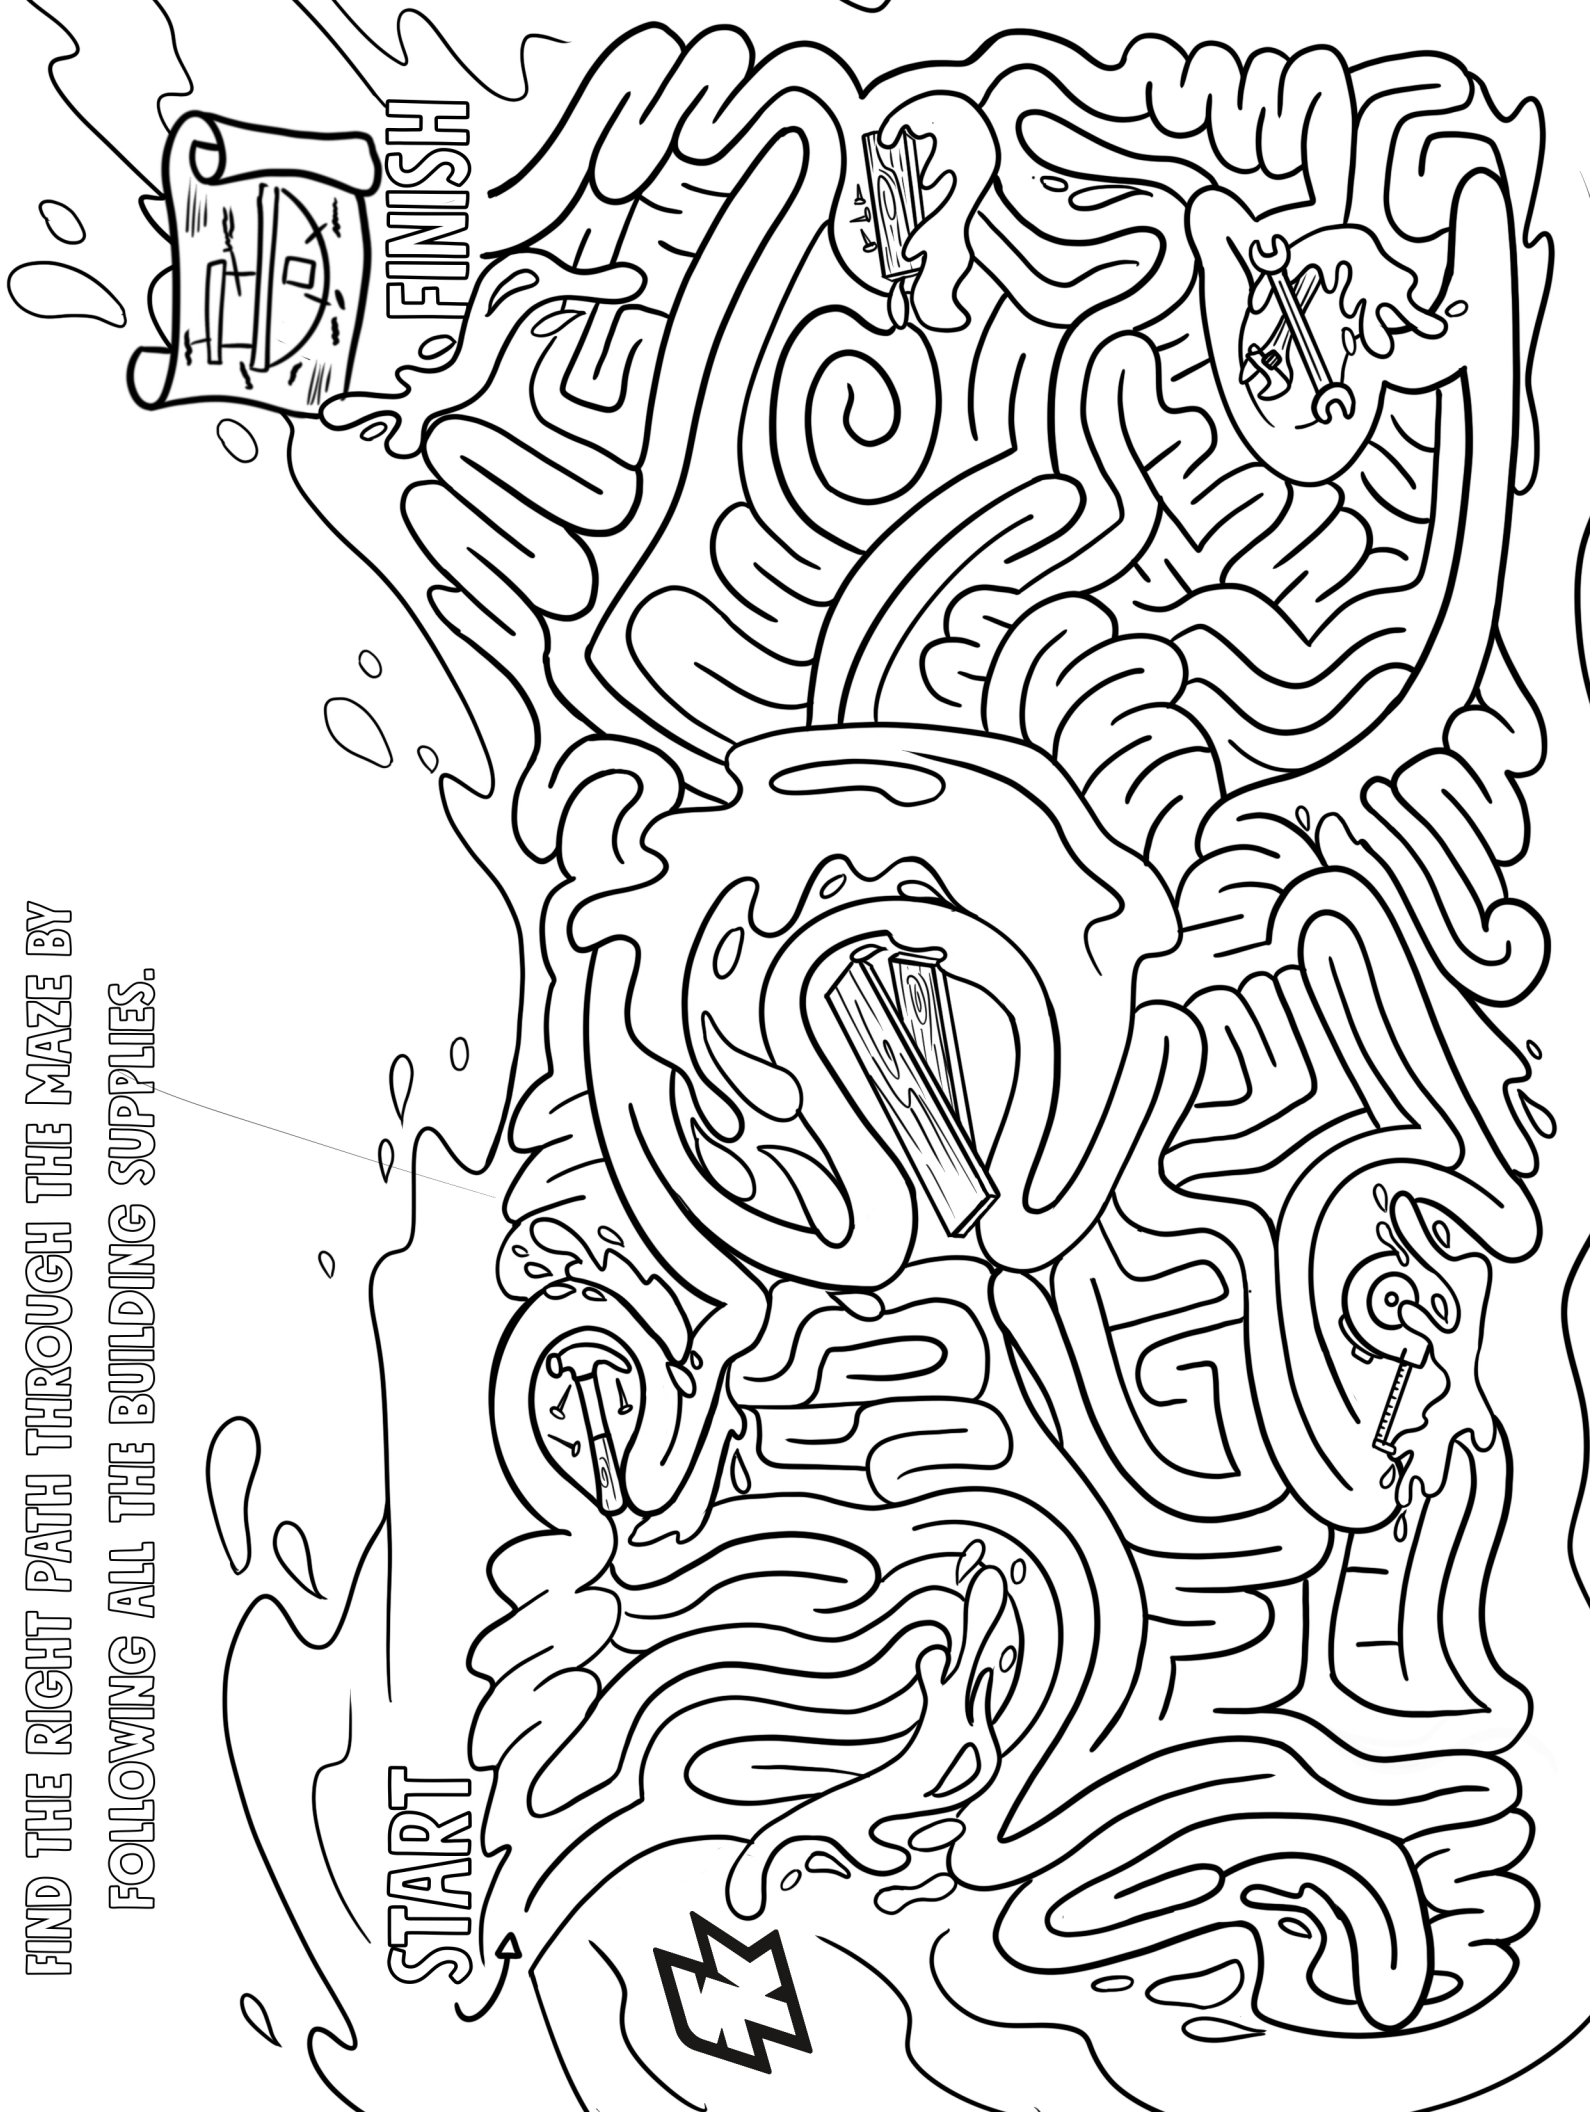 FIND THE RIGHT PATH THROUGH THE MAZE BY
FOLLOWING ALL THE BUILDING SUPPLIES.
START
FINISH